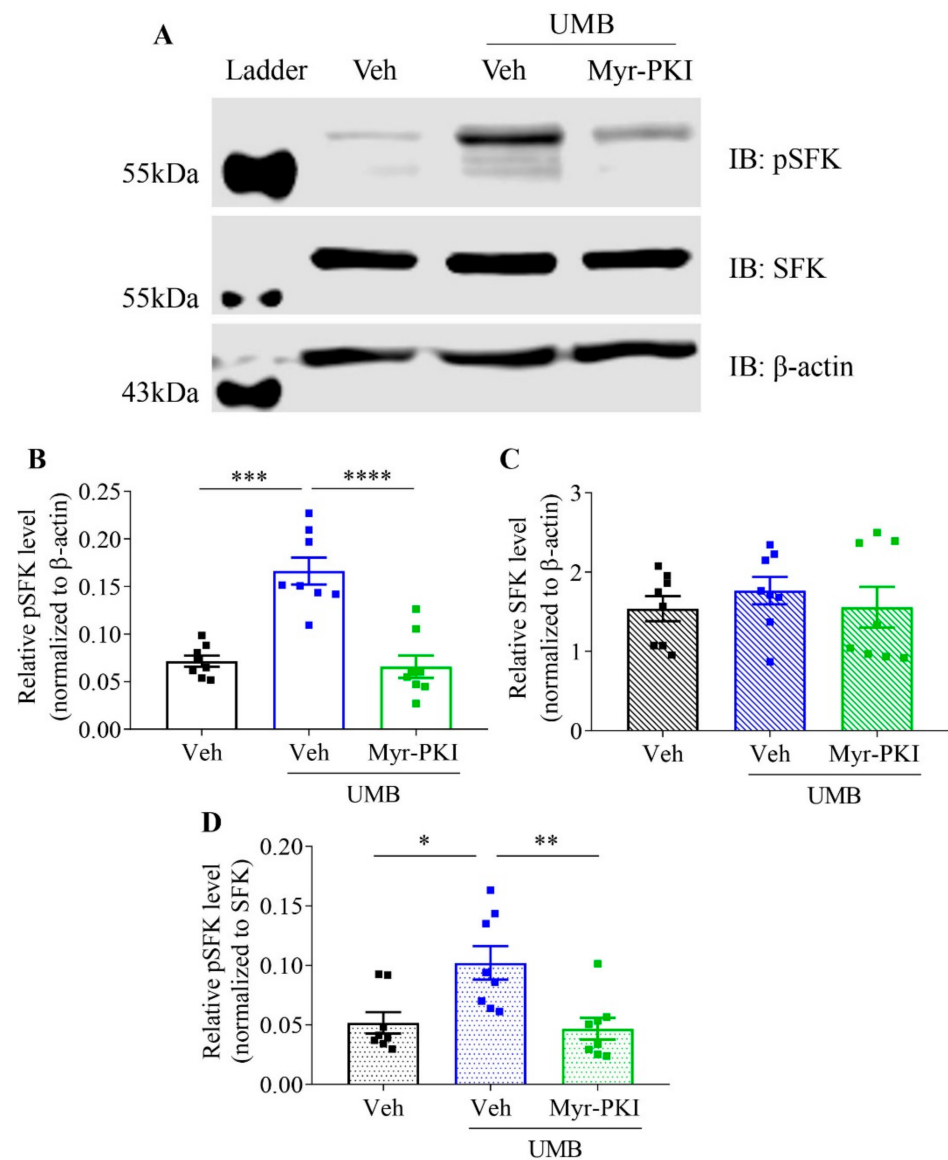 A
UMB
Ladder Veh Veh Myr-PKI
55kDa IB: pSFK
55kDa IB: SFK
43kDa IB: β-actin
B
*** ****
Relative pSFK level
(normalized to β-actin)
0.25
0.20
0.15
0.10
0.05
0.00
Veh Veh Myr-PKI
UMB
C
Relative SFK level
(normalized to β-actin)
3
2
1
0
Veh Veh Myr-PKI
UMB
D
* **
Relative pSFK level
(normalized to SFK)
0.20
0.15
0.10
0.05
0.00
Veh Veh Myr-PKI
UMB